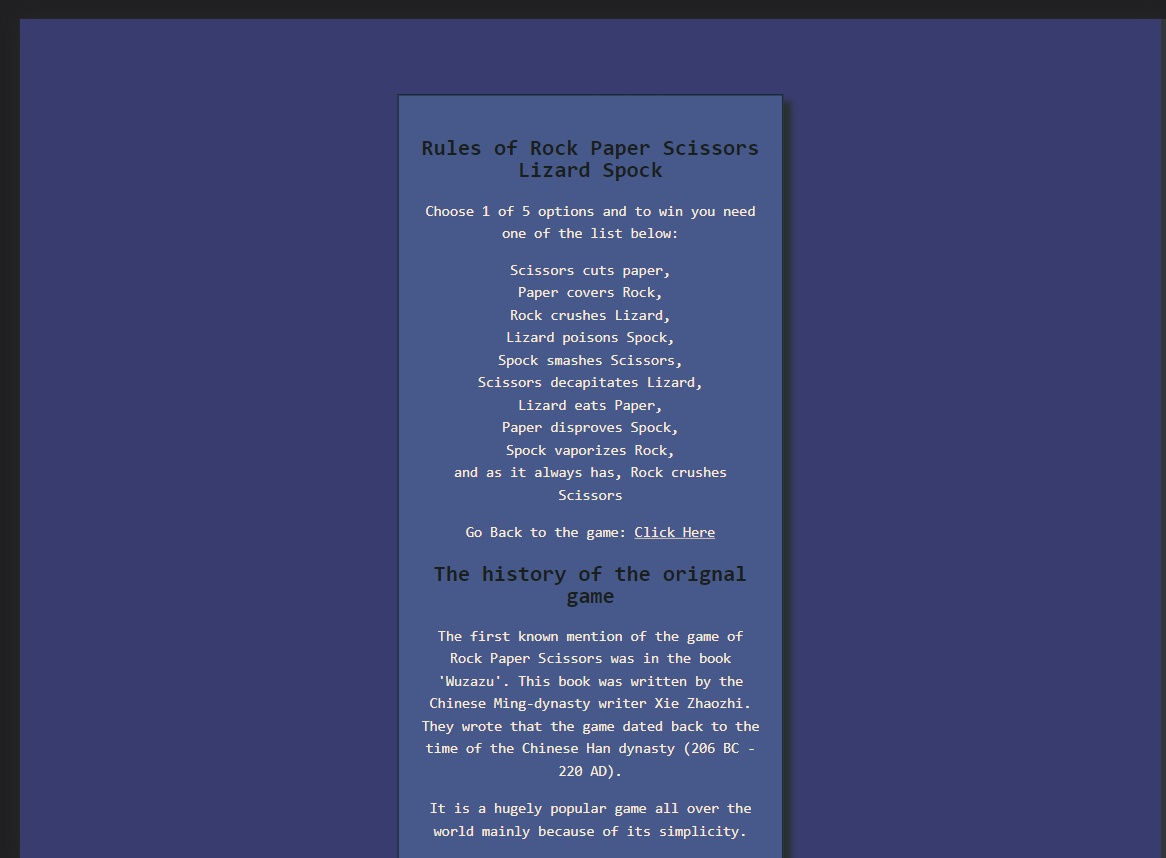 Rules of Rock Paper Scissors
Lizard Spock
Choose 1 of 5 options and to win you need
one of the list below:
Scissors cuts paper,
Paper covers Rock,
Rock crushes Lizard,
Lizard poisons Spock,
Spock smashes Scissors,
Scissors decapitates Lizard,
Lizard eats Paper,
Paper disproves Spock,
Spock vaporizes Rock,
and as it always has, Rock crushes
Scissors
Go Back to the game: Click Here
The history of the orignal
game
The first known mention of the game of
Rock Paper Scissors was in the book
'Wuzazu'. This book was written by the
Chinese Ming-dynasty writer Xie Zhaozhi.
They wrote that the game dated back to the
time of the Chinese Han dynasty (206 BC -
220 AD).
It is a hugely popular game all over the
world mainly because of its simplicity.